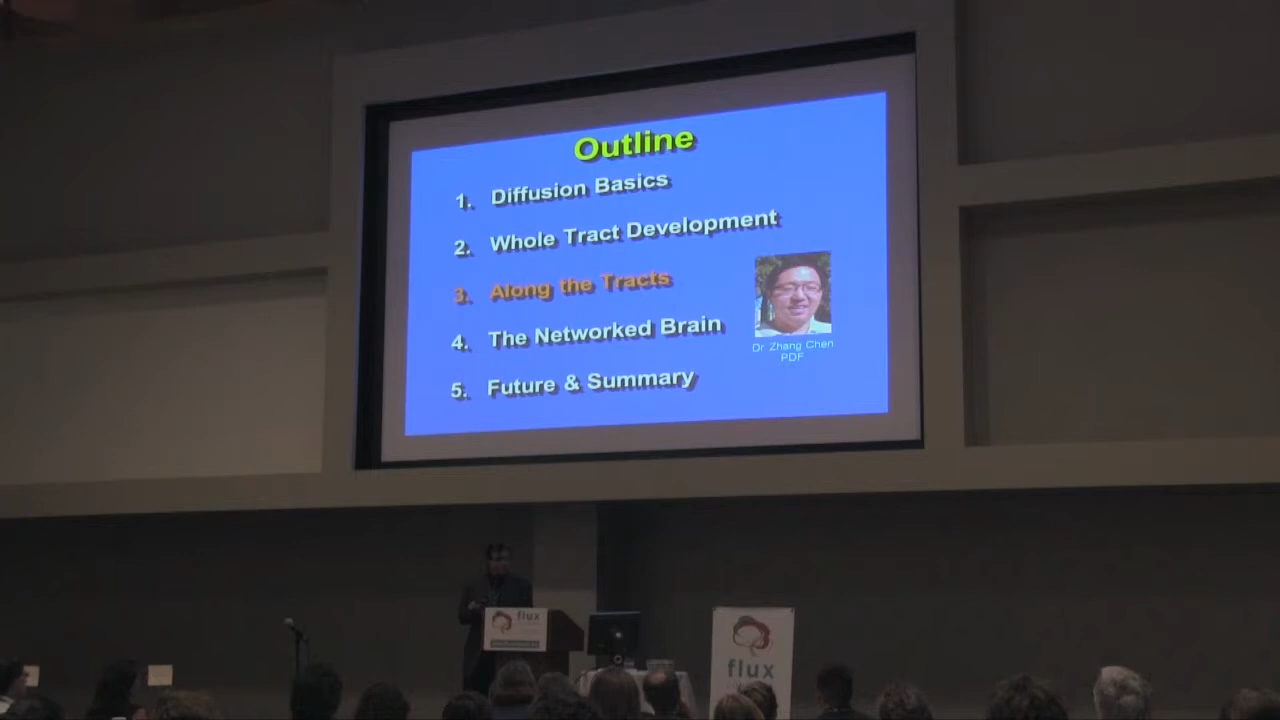 Outline
1. Diffusion Basics
2. Whole Tract Development
3. Along the Tracts
4. The Networked Brain
5. Future & Summary
Dr Zhang Chen
PDF
flux
flux